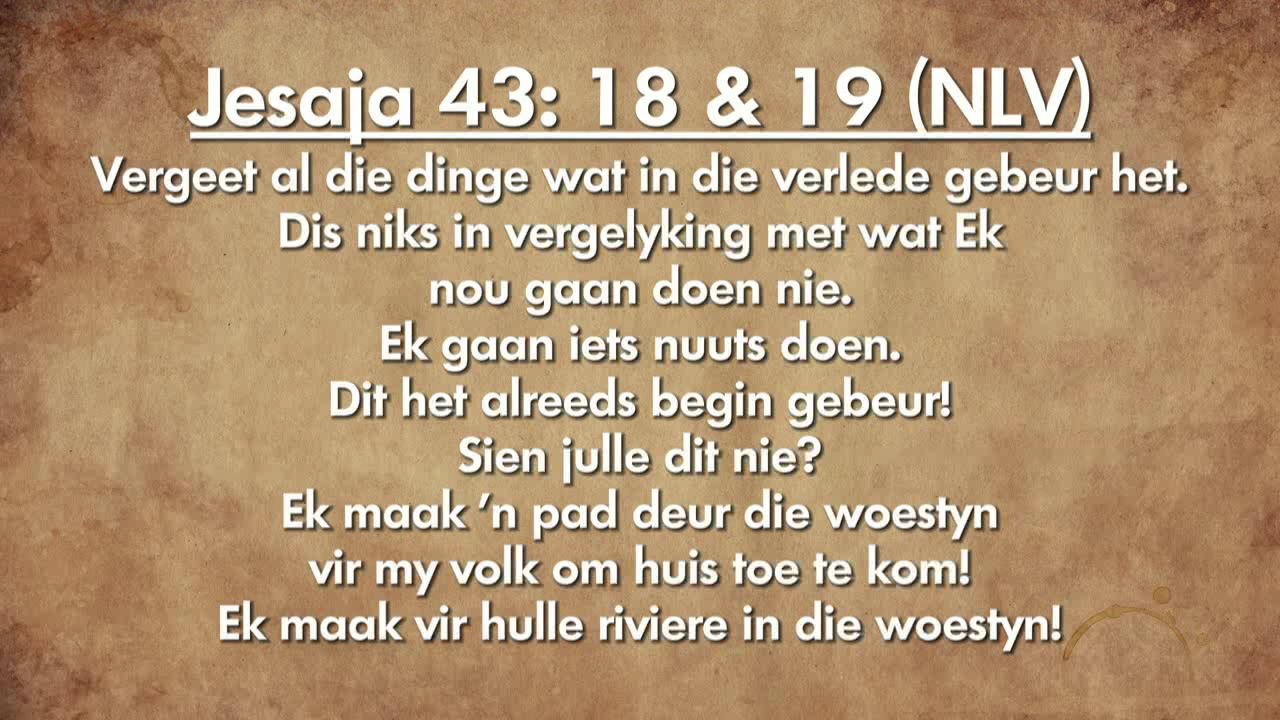 Jesaja 43: 18 & 19 (NLV)
Vergeet al die dinge wat in die verlede gebeur het.
Dis niks in vergelyking met wat Ek
nou gaan doen nie.
Ek gaan iets nuuts doen.
Dit het alreeds begin gebeur!
Sien julle dit nie?
Ek maak ’n pad deur die woestyn
vir my volk om huis toe te kom!
Ek maak vir hulle riviere in die woestyn!